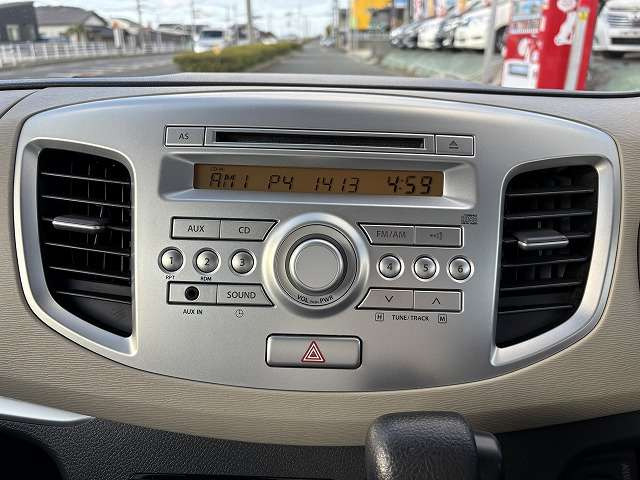 AS
AM1 P4 1413 4:59
AUX CD FM/AM
1 2 3 4 5 6
RPT RDM
SOUND
AUX IN
VOL PUSH PWR
H TUNE/TRACK M